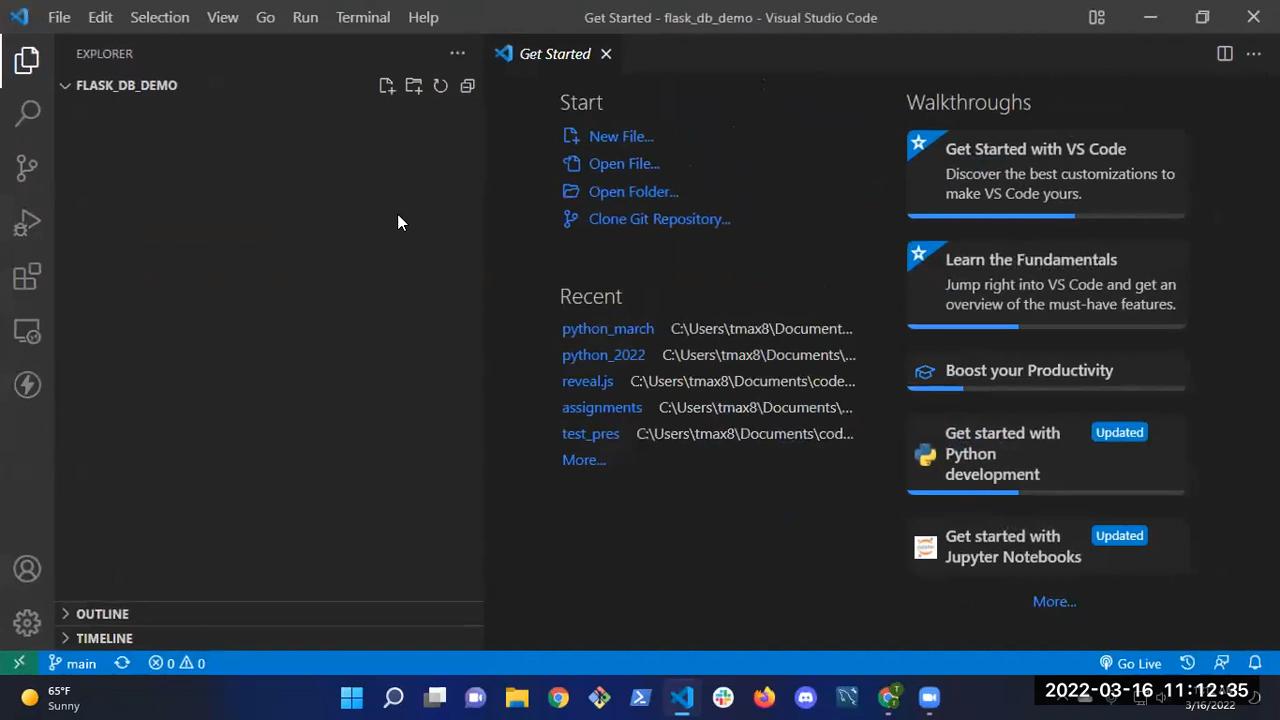 File Edit Selection View Go Run Terminal Help
Get Started - flask_db_demo - Visual Studio Code
EXPLORER
FLASK_DB_DEMO
OUTLINE
TIMELINE
Get Started
Start
New File...
Open File...
Open Folder...
Clone Git Repository...
Recent
python_march C:\Users\tmax8\Document...
python_2022 C:\Users\tmax8\Documents\...
reveal.js C:\Users\tmax8\Documents\code...
assignments C:\Users\tmax8\Documents\...
test_pres C:\Users\tmax8\Documents\cod...
More...
Walkthroughs
Get Started with VS Code
Discover the best customizations to
make VS Code yours.
Learn the Fundamentals
Jump right into VS Code and get an
overview of the must-have features.
Boost your Productivity
Get started with Updated
Python
development
Get started with Updated
Jupyter Notebooks
More...
main 0 0 Go Live
65°F
Sunny
2022-03-16 11:12:35
3/16/2022